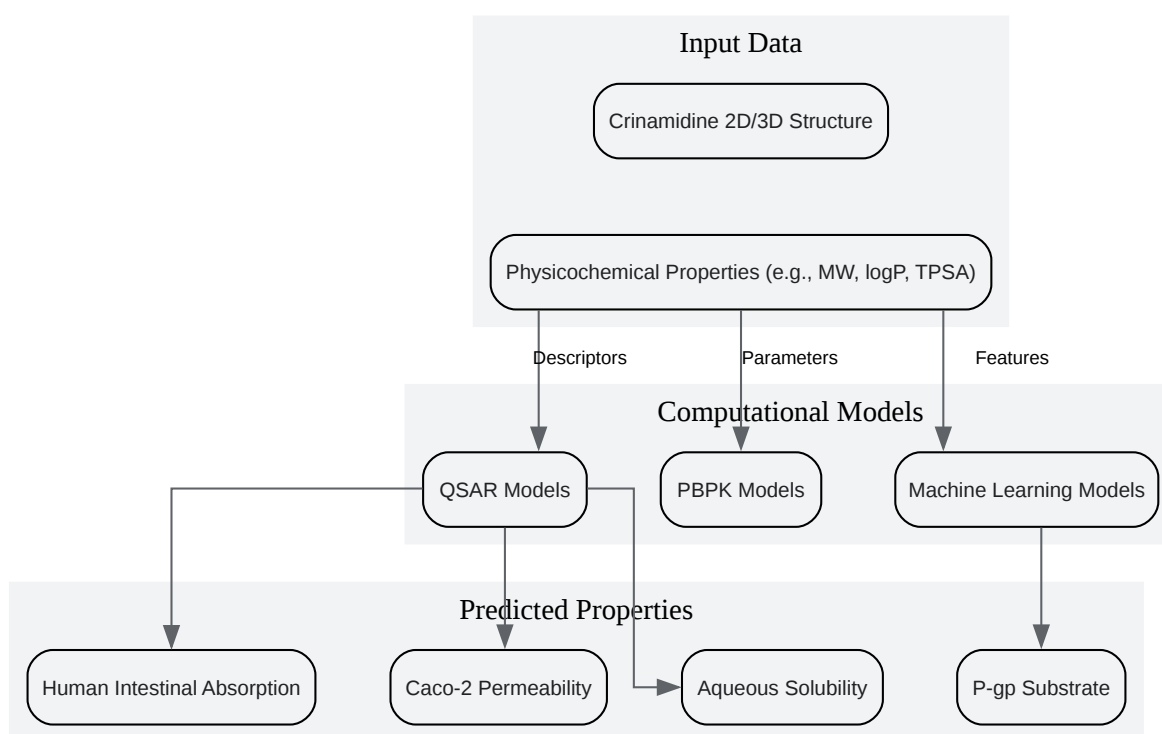 Input Data
Crinamidine 2D/3D Structure
Physicochemical Properties (e.g., MW, logP, TPSA)
Descriptors
Parameters
Features
Computational Models
QSAR Models
PBPK Models
Machine Learning Models
Predicted Properties
Human Intestinal Absorption
Caco-2 Permeability
Aqueous Solubility
P-gp Substrate